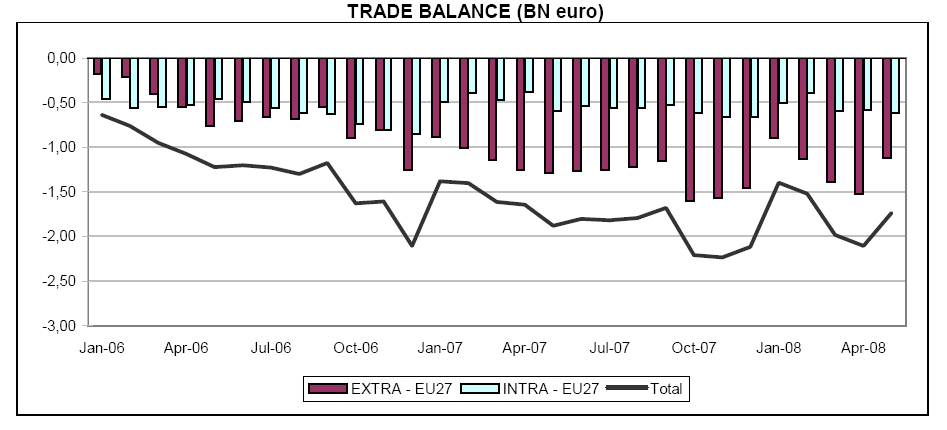 TRADE BALANCE (BN euro)
0,00
-0,50
-1,00
-1,50
-2,00
-2,50
-3,00
Jan-06 Apr-06 Jul-06 Oct-06 Jan-07 Apr-07 Jul-07 Oct-07 Jan-08 Apr-08
EXTRA - EU27 INTRA - EU27 Total